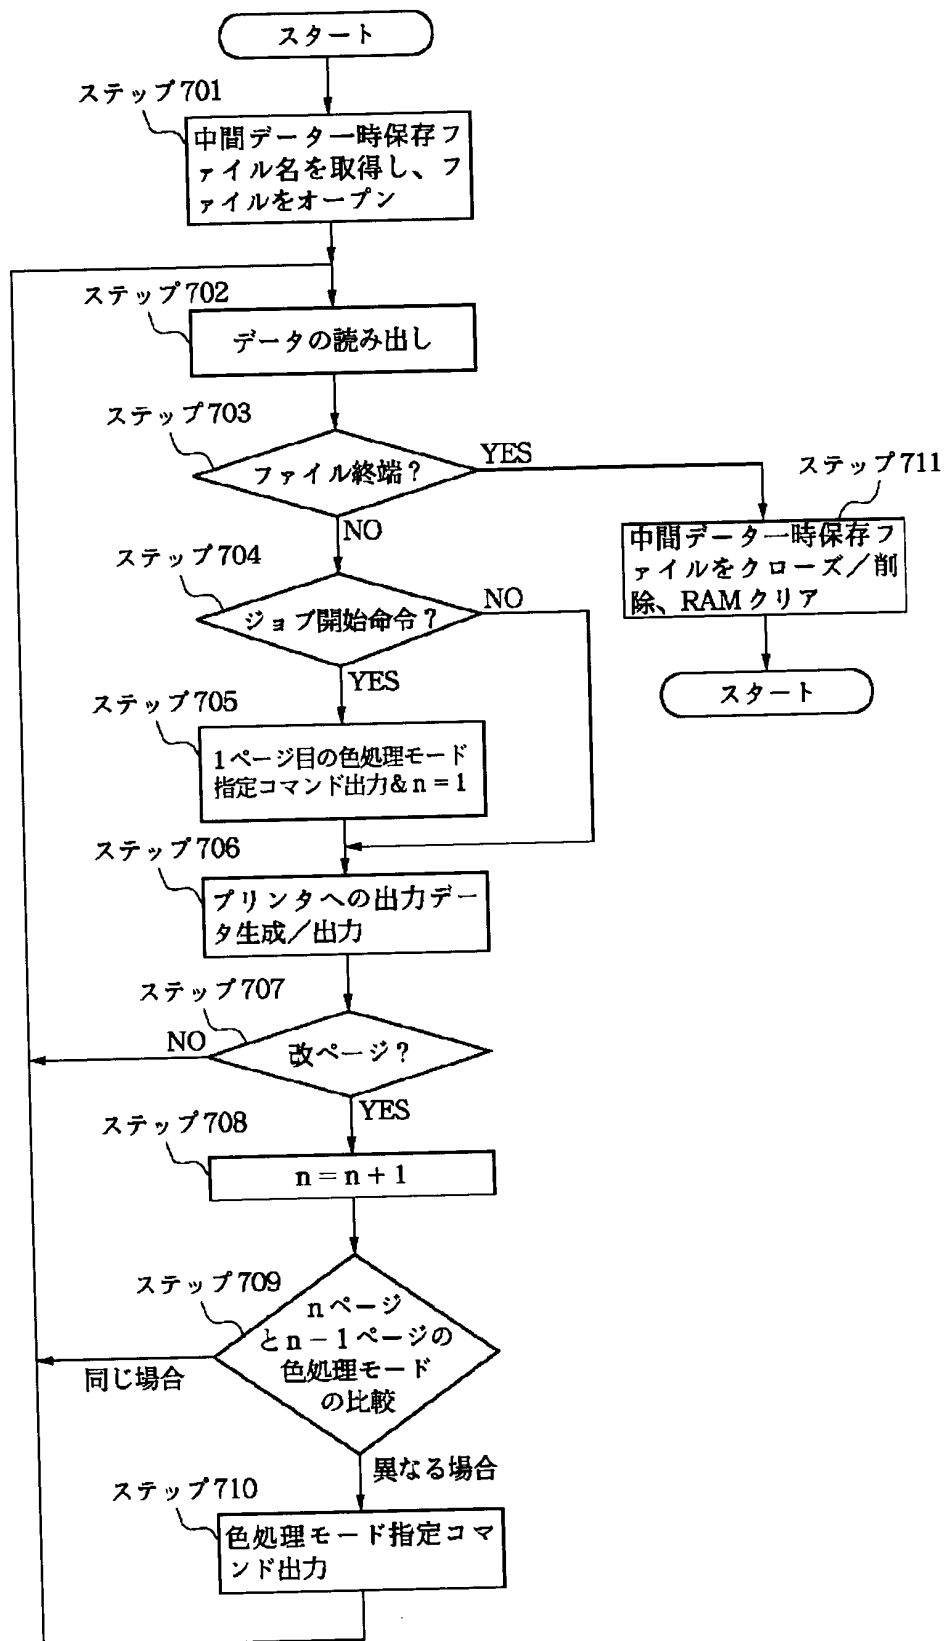 スタート
ステップ701
中間データ一時保存フ
ァイル名を取得し、フ
ァイルをオープン
ステップ702
データの読み出し
ステップ703
ファイル終端？
YES
NO
ステップ711
中間データ一時保存フ
ァイルをクローズ／削
除、RAMクリア
スタート
ステップ704
ジョブ開始命令？
NO
YES
ステップ705
1ページ目の色処理モード
指定コマンド出力&n=1
ステップ706
プリンタへの出力デー
タ生成／出力
ステップ707
改ページ？
NO
YES
ステップ708
n=n+1
ステップ709
nページ
とn-1ページの
色処理モード
の比較
同じ場合
異なる場合
ステップ710
色処理モード指定コマ
ンド出力